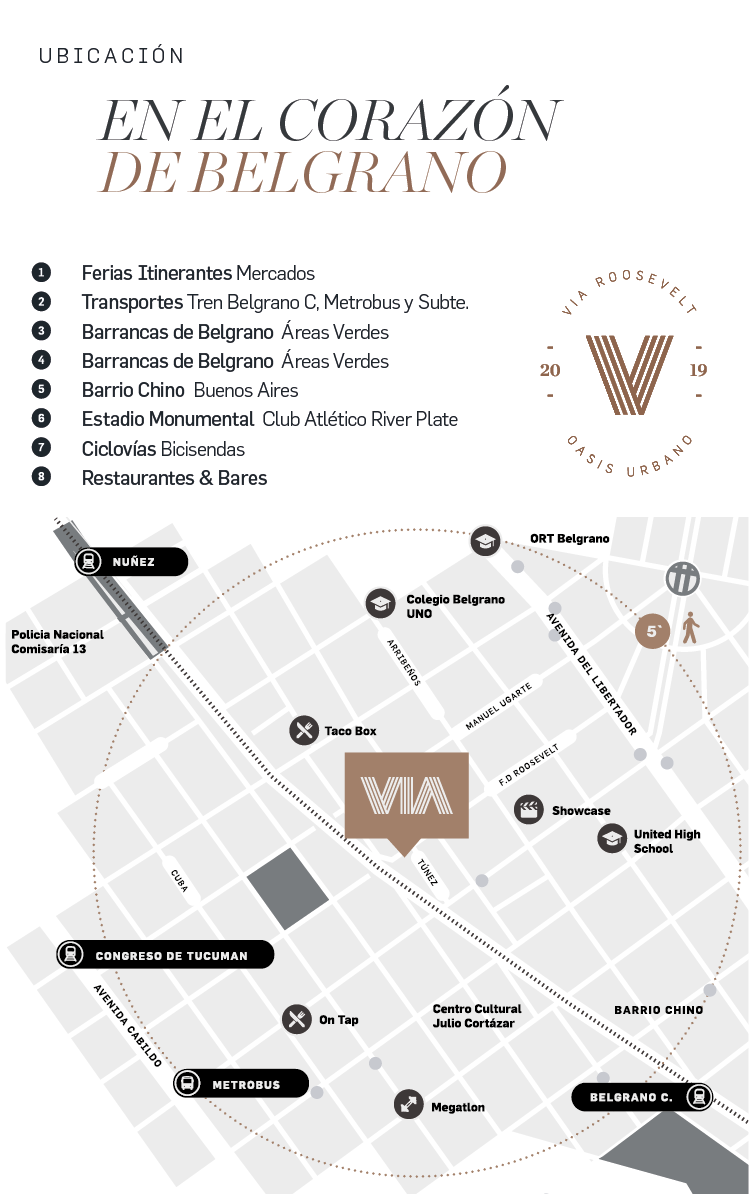 UBICACIÓN
EN EL CORAZÓN
DE BELGRANO
1 Ferias Itinerantes Mercados
2 Transportes Tren Belgrano C, Metrobus y Subte.
3 Barrancas de Belgrano Áreas Verdes
4 Barrancas de Belgrano Áreas Verdes
5 Barrio Chino Buenos Aires
6 Estadio Monumental Club Atlético River Plate
7 Ciclovías Bicisendas
8 Restaurantes & Bares
VIA ROOSEVELT
20 V 19
OASIS URBANO
ORT Belgrano
NUÑEZ
Colegio Belgrano
UNO
Policia Nacional
Comisaría 13
5`
AVENIDA DEL LIBERTADOR
ARRIBEÑOS
MANUEL UGARTE
Taco Box
F.D ROOSEVELT
VIA
Showcase
United High
School
TÚNEZ
CUBA
CONGRESO DE TUCUMAN
AVENIDA CABILDO
On Tap
Centro Cultural
Julio Cortázar
BARRIO CHINO
METROBUS
BELGRANO C.
Megatlon